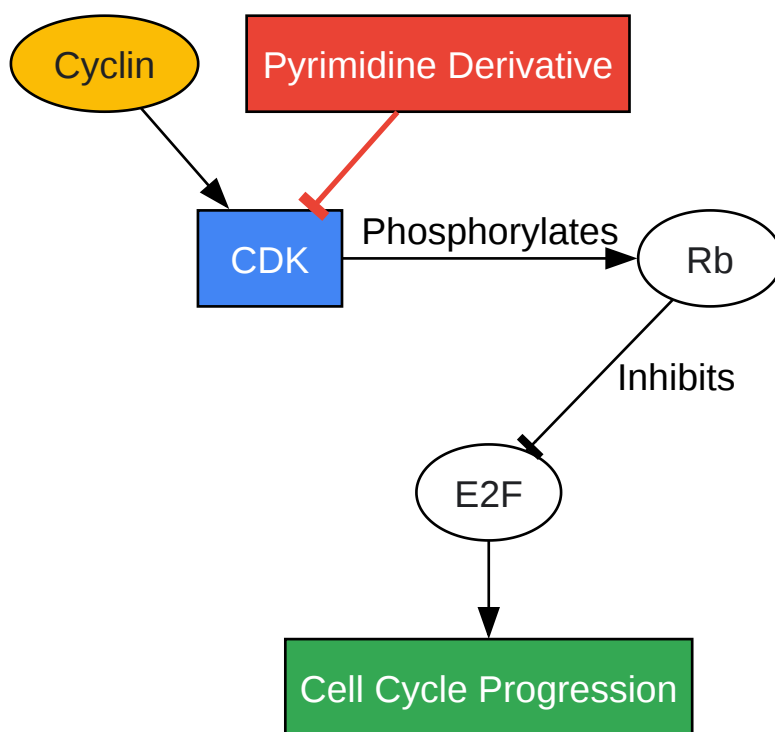 Cyclin
Pyrimidine Derivative
Phosphorylates
CDK
Rb
Inhibits
E2F
Cell Cycle Progression